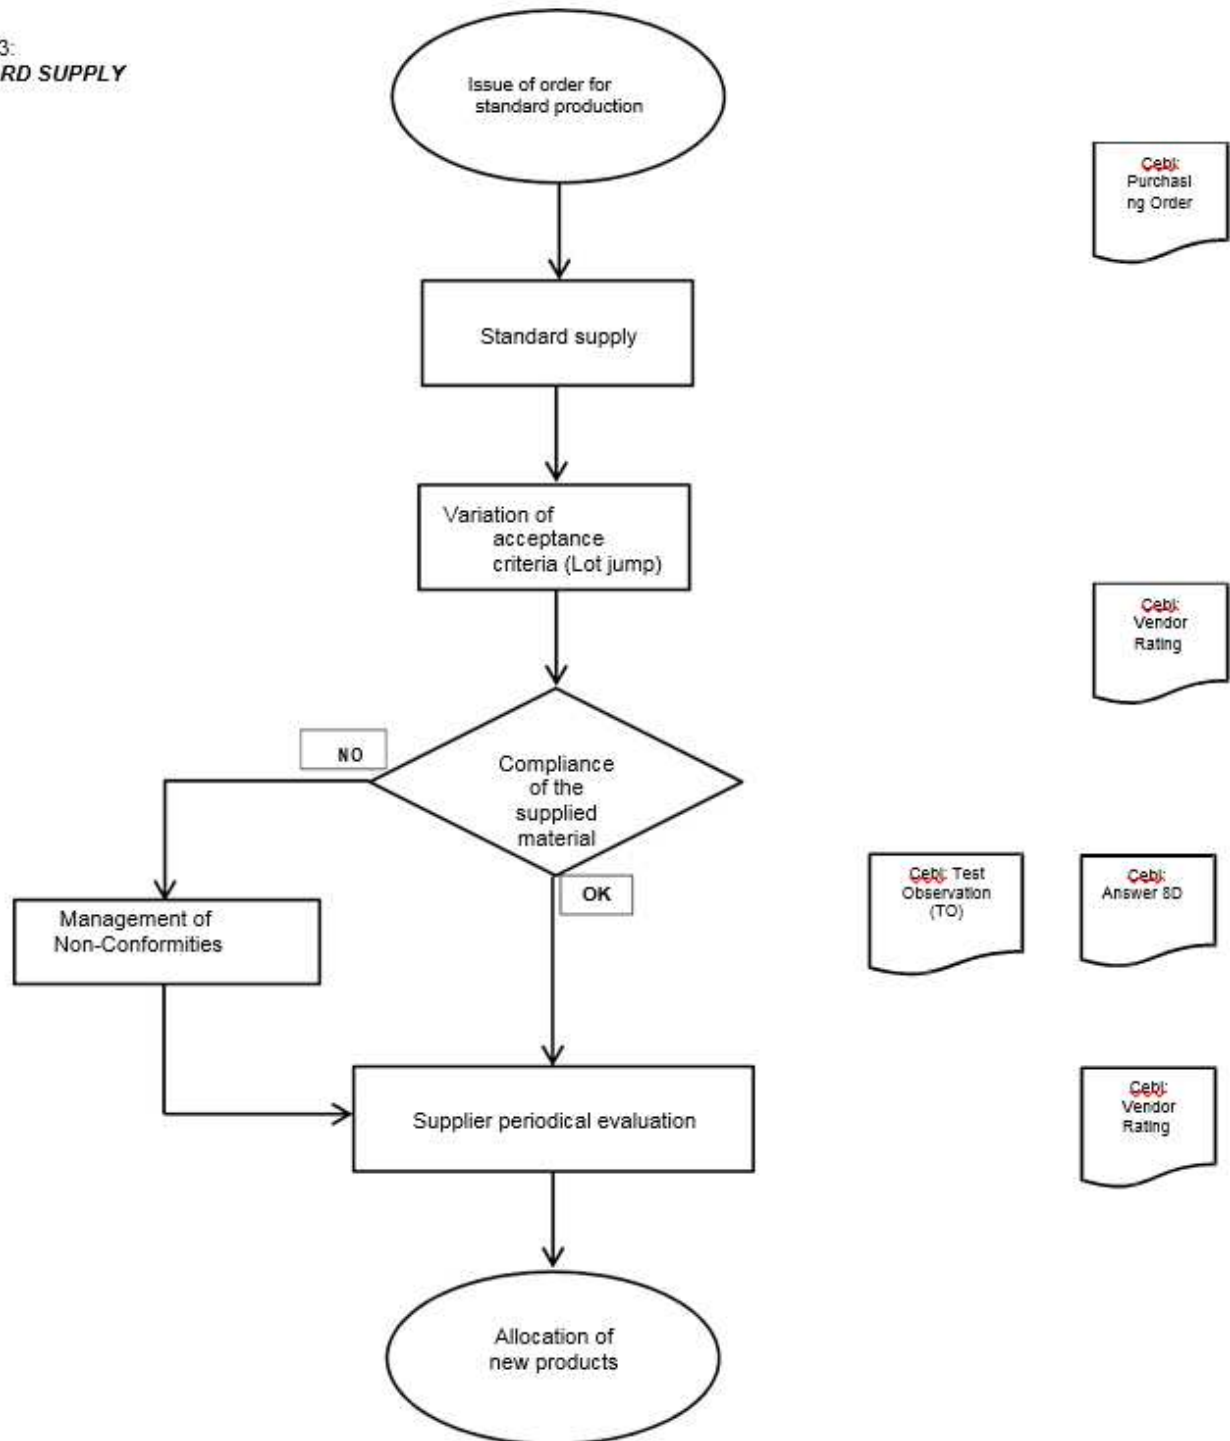 3:
RD SUPPLY
Issue of order for
standard production
Cebi:
Purchasi
ng Order
Standard supply
Variation of
acceptance
criteria (Lot jump)
Cebi:
Vendor
Rating
NO
Compliance
of the
supplied
material
OK
Cebi: Test
Observation
(TO)
Cebi:
Answer 8D
Management of
Non-Conformities
Supplier periodical evaluation
Cebi:
Vendor
Rating
Allocation of
new products